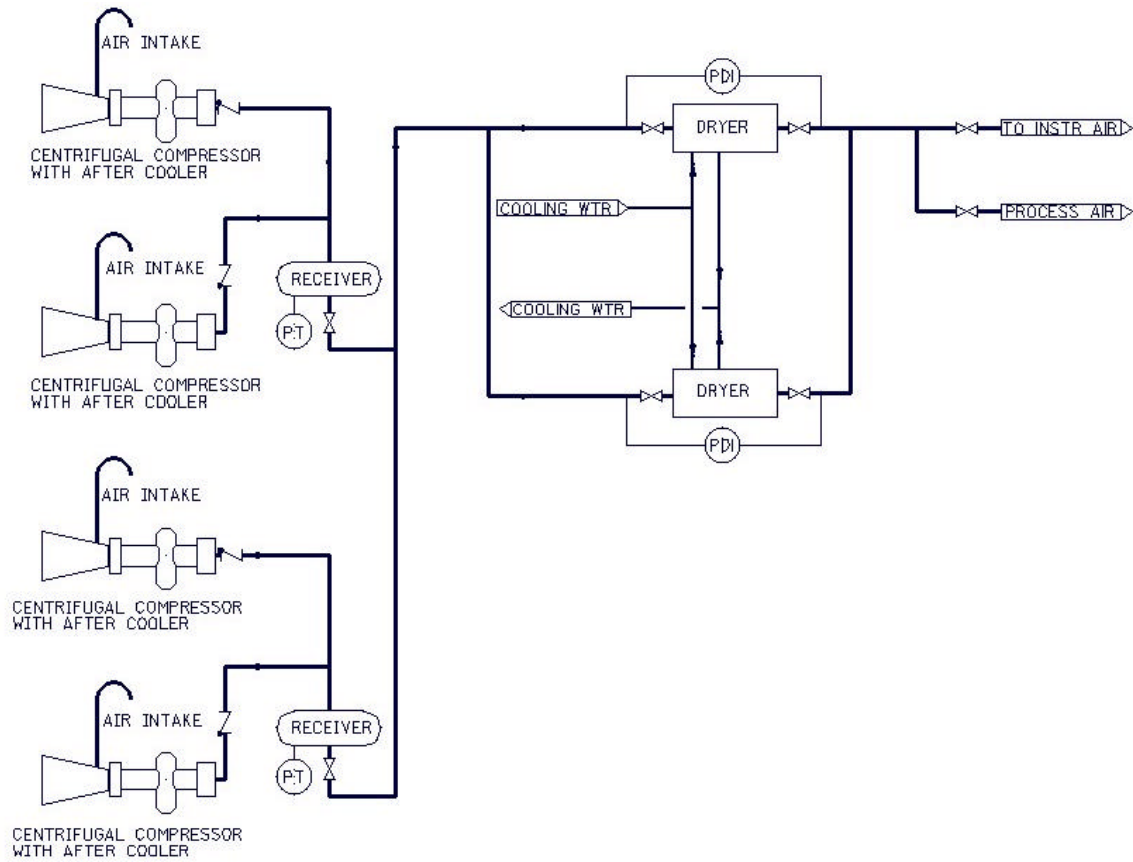 AIR INTAKE
CENTRIFUGAL COMPRESSOR
WITH AFTER COOLER
AIR INTAKE
CENTRIFUGAL COMPRESSOR
WITH AFTER COOLER
RECEIVER
PIT
AIR INTAKE
CENTRIFUGAL COMPRESSOR
WITH AFTER COOLER
AIR INTAKE
CENTRIFUGAL COMPRESSOR
WITH AFTER COOLER
RECEIVER
PIT
PDI
DRYER
COOLING WTR
COOLING WTR
DRYER
PDI
TO INSTR AIR
PROCESS AIR